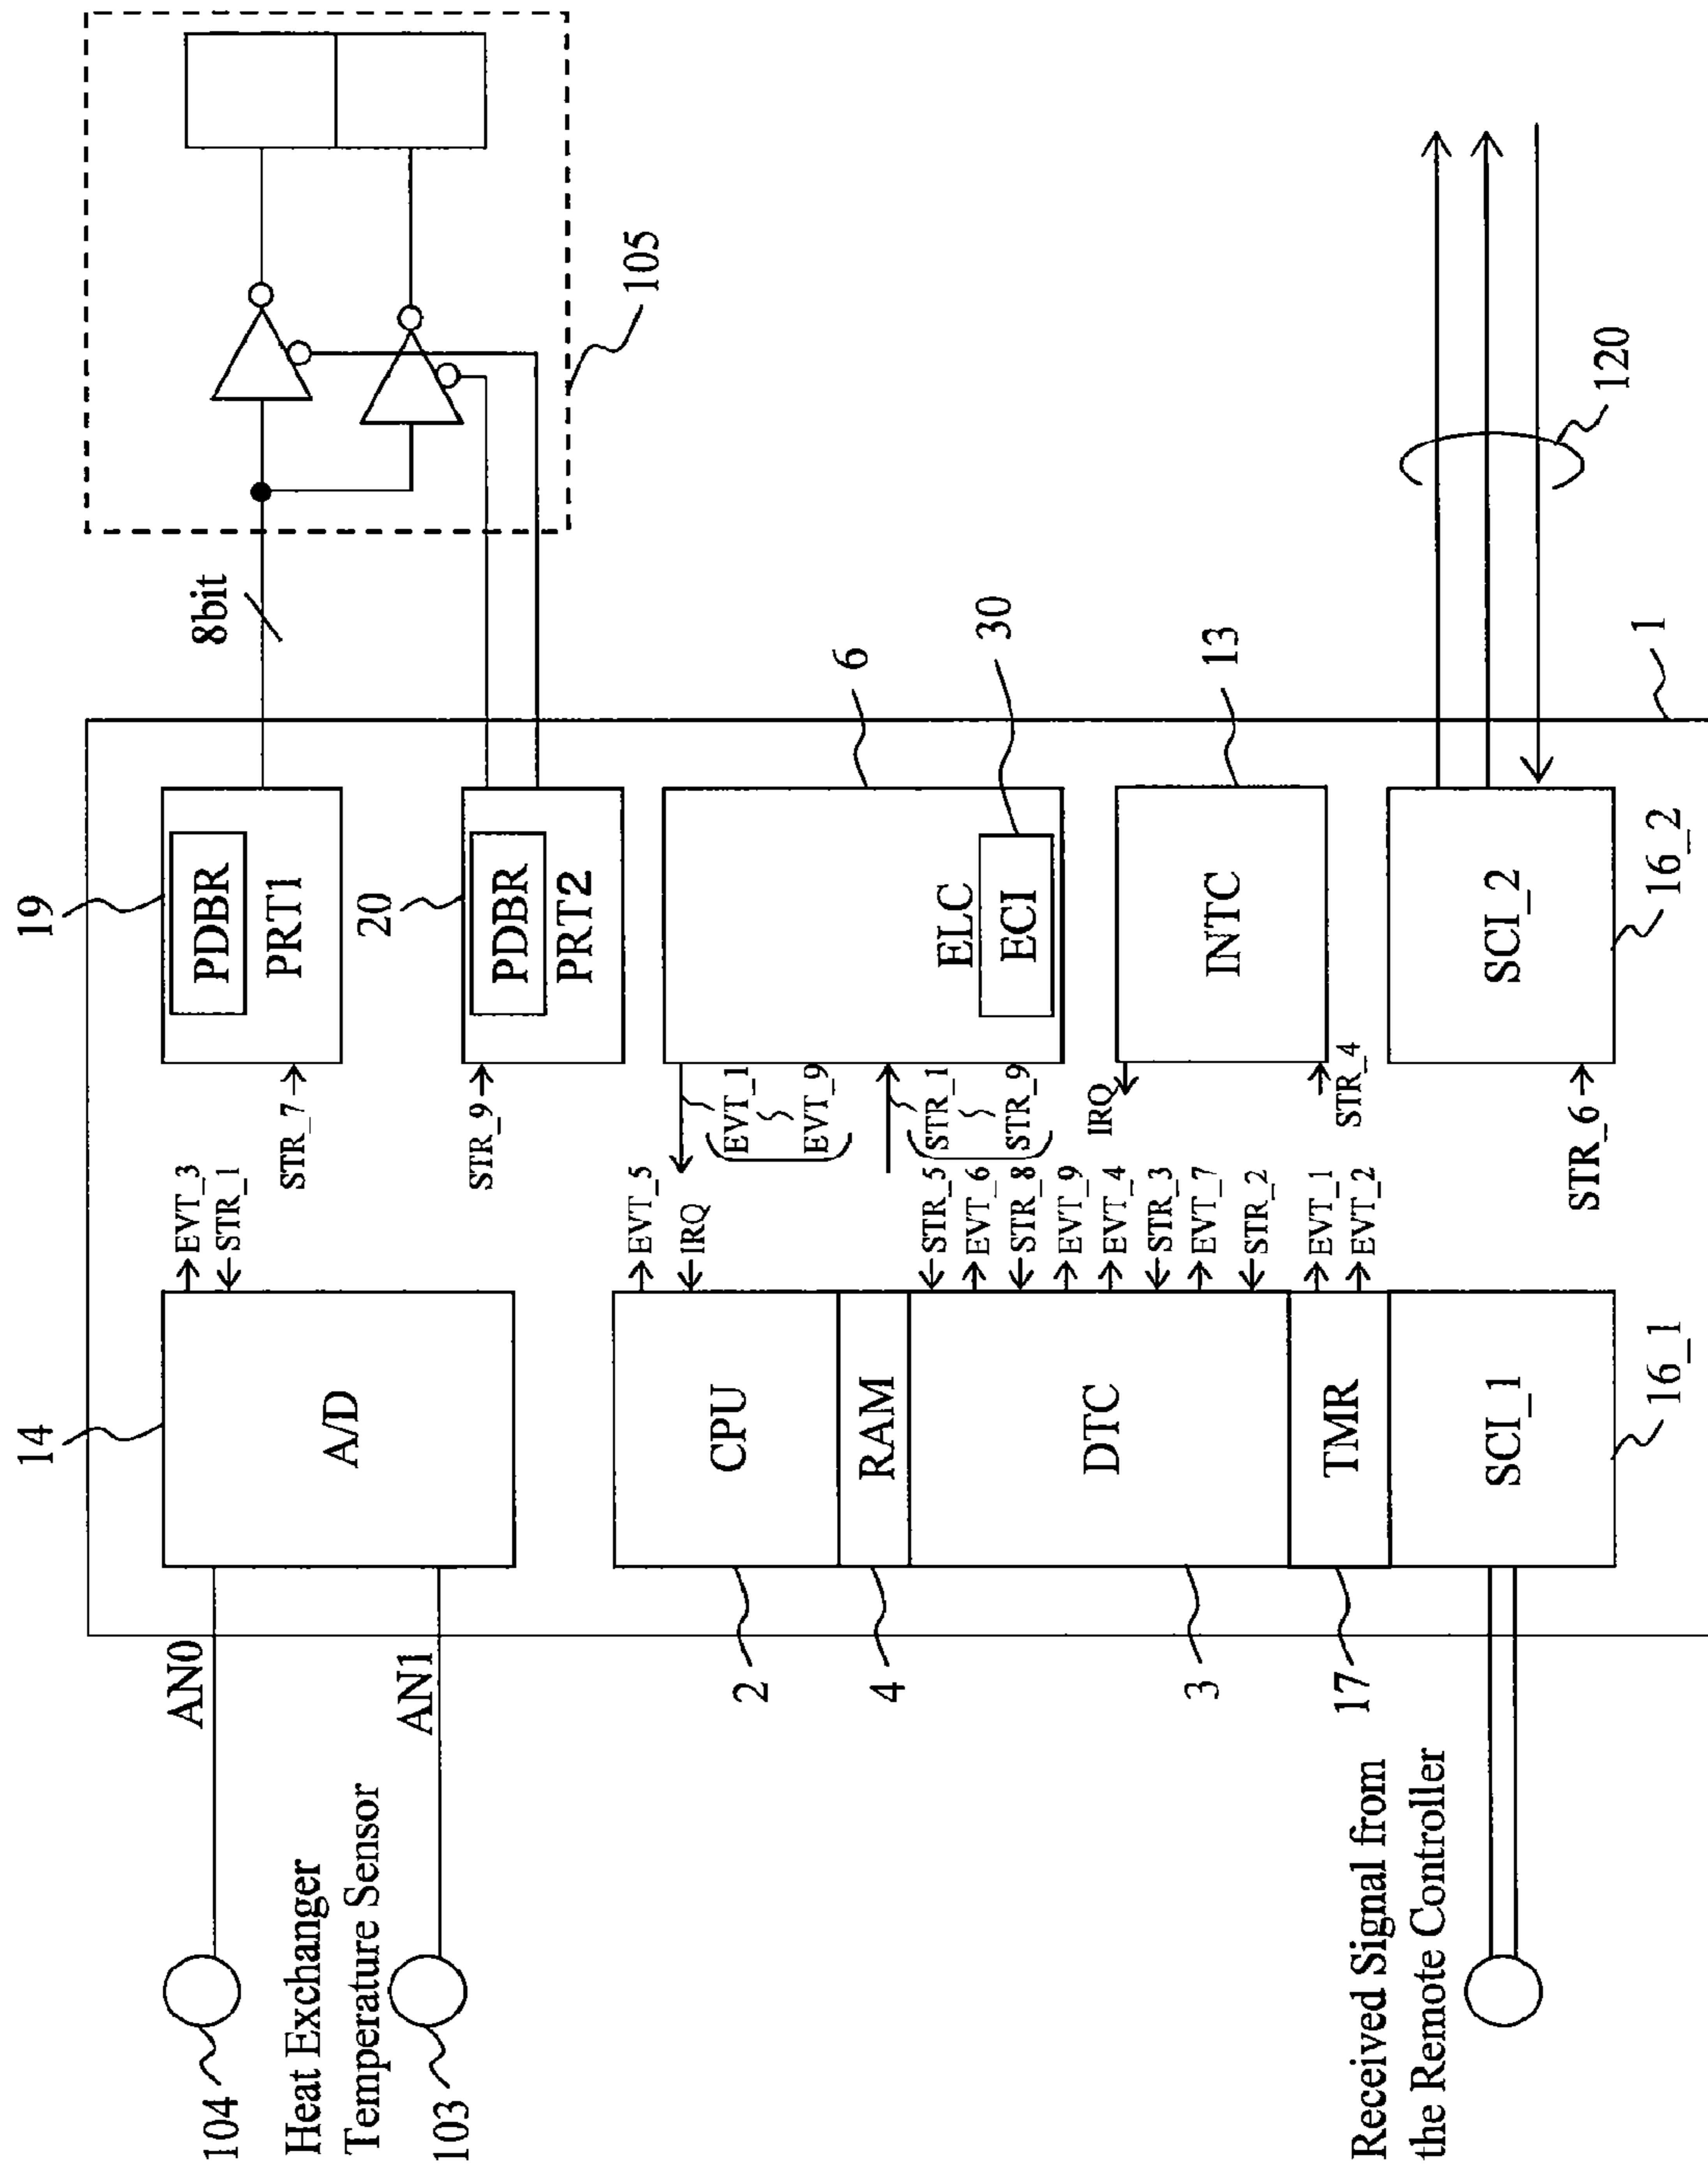 104
AN0
Heat Exchanger
Temperature Sensor
103
AN1
14
A/D
EVT_3
STR_1
19
PDBR
PRT1
STR_7
8bit
20
PDBR
PRT2
STR_9
105
2
CPU
EVT_5
IRQ
4
RAM
3
DTC
STR_5
EVT_6
STR_8
EVT_9
EVT_4
STR_3
EVT_7
STR_2
17
TMR
EVT_1
EVT_2
Received Signal from
the Remote Controller
SCI_1
16_1
EVT_1
EVT_9
STR_1
STR_9
ELC
ECI
6
30
IRQ
INTC
13
STR_4
STR_6
SCI_2
16_2
1
120